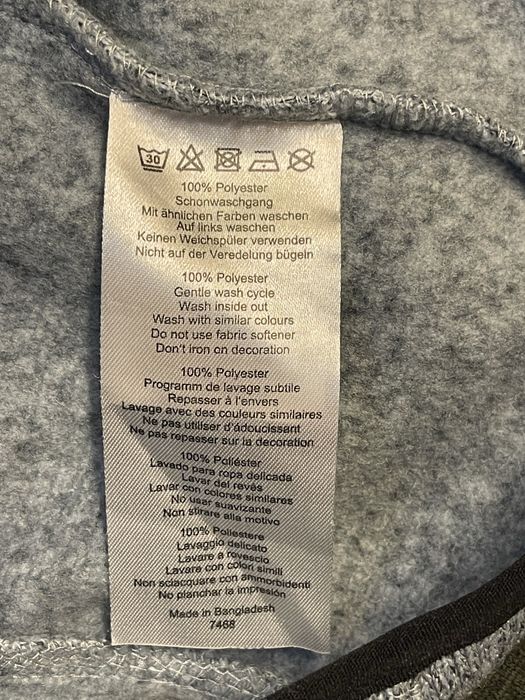 30
100% Polyester
Schonwaschgang
Mit ähnlichen Farben waschen
Auf links waschen
Keinen Weichspüler verwenden
Nicht auf der Veredelung bügeln
100% Polyester
Gentle wash cycle
Wash inside out
Wash with similar colours
Do not use fabric softener
Don't iron on decoration
100% Polyester
Programm de lavage subtile
Repasser à l'envers
Lavage avec des couleurs similaires
Ne pas utiliser d'adoucissant
Ne pas repasser sur la decoration
100% Poliéster
Lavado para ropa delicada
Lavar del revés
Lavar con colores similares
No usar suavizante
Non stirare alla motivo
100% Poliestere
Lavaggio delicato
Lavare a rovescio
Lavare con colori simili
Non sciacquare con ammorbidenti
No planchar la impresión
Made in Bangladesh
7468